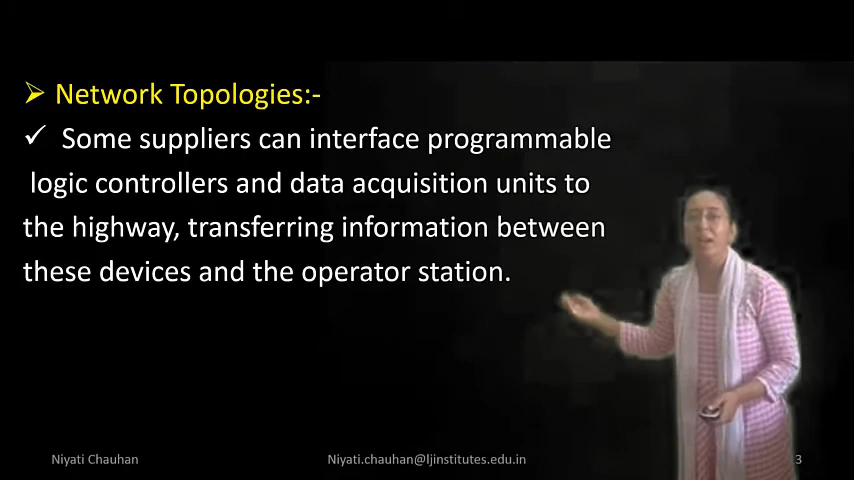 ➢ Network Topologies:-
✓ Some suppliers can interface programmable
logic controllers and data acquisition units to
the highway, transferring information between
these devices and the operator station.
Niyati Chauhan
Niyati.chauhan@ljinstitutes.edu.in
3